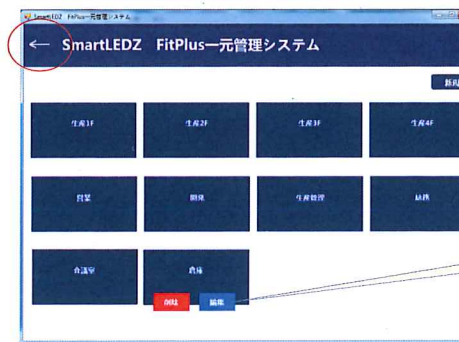 SmartLEDZ FitPlus一元管理システム
← SmartLEDZ FitPlus一元管理システム
新規
生産1F 生産2F 生産3F 生産4F
営業 開発 生産管理 総務
会議室 倉庫
削除 編集